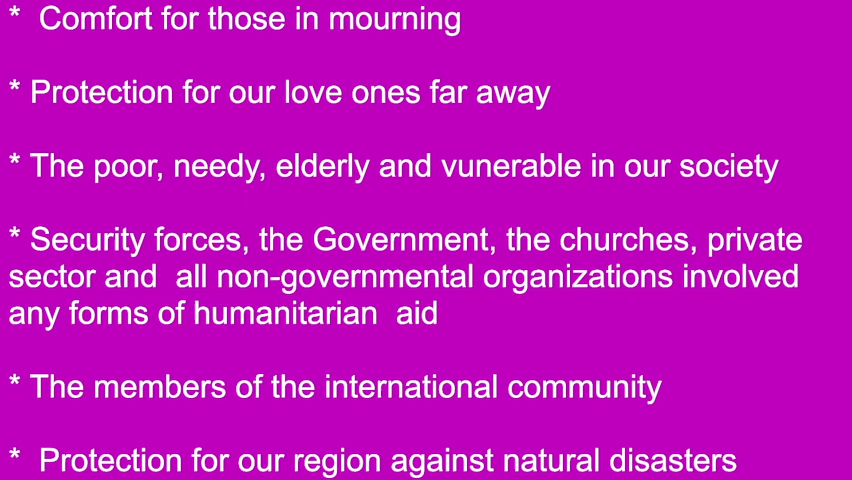 * Comfort for those in mourning
* Protection for our love ones far away
* The poor, needy, elderly and vunerable in our society
* Security forces, the Government, the churches, private
sector and  all non-governmental organizations involved
any forms of humanitarian  aid
* The members of the international community
*  Protection for our region against natural disasters